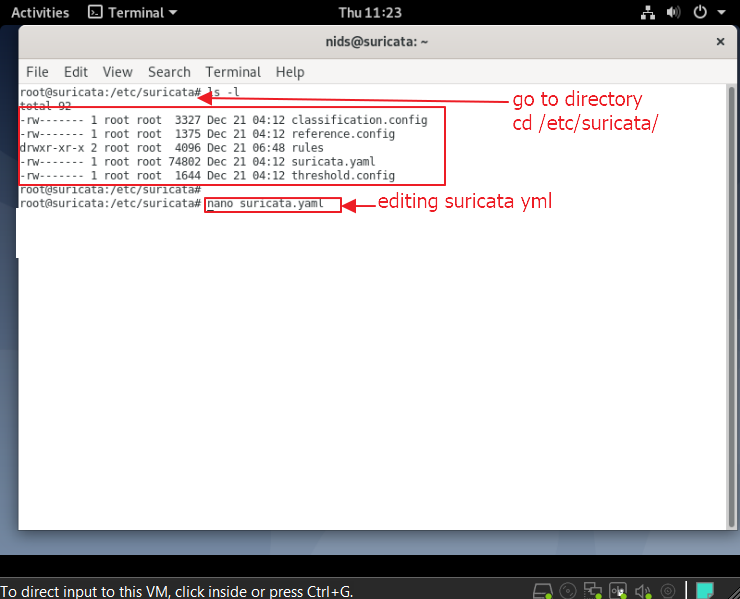 Activities Terminal Thu 11:23
nids@suricata: ~
File Edit View Search Terminal Help
root@suricata:/etc/suricata# ls -l
total 92
-rw------- 1 root root  3327 Dec 21 04:12 classification.config
-rw------- 1 root root  1375 Dec 21 04:12 reference.config
drwxr-xr-x 2 root root  4096 Dec 21 06:48 rules
-rw------- 1 root root 74802 Dec 21 04:12 suricata.yaml
-rw------- 1 root root  1644 Dec 21 04:12 threshold.config
root@suricata:/etc/suricata#
root@suricata:/etc/suricata# nano suricata.yaml
go to directory
cd /etc/suricata/
editing suricata yml
To direct input to this VM, click inside or press Ctrl+G.